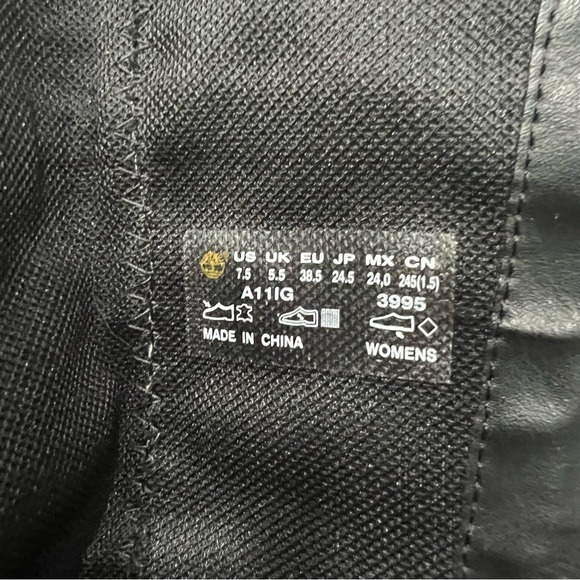 US UK EU JP MX CN
7.5 5.5 38.5 24.5 24,0 245(1.5)
A11IG 3995
MADE IN CHINA WOMENS